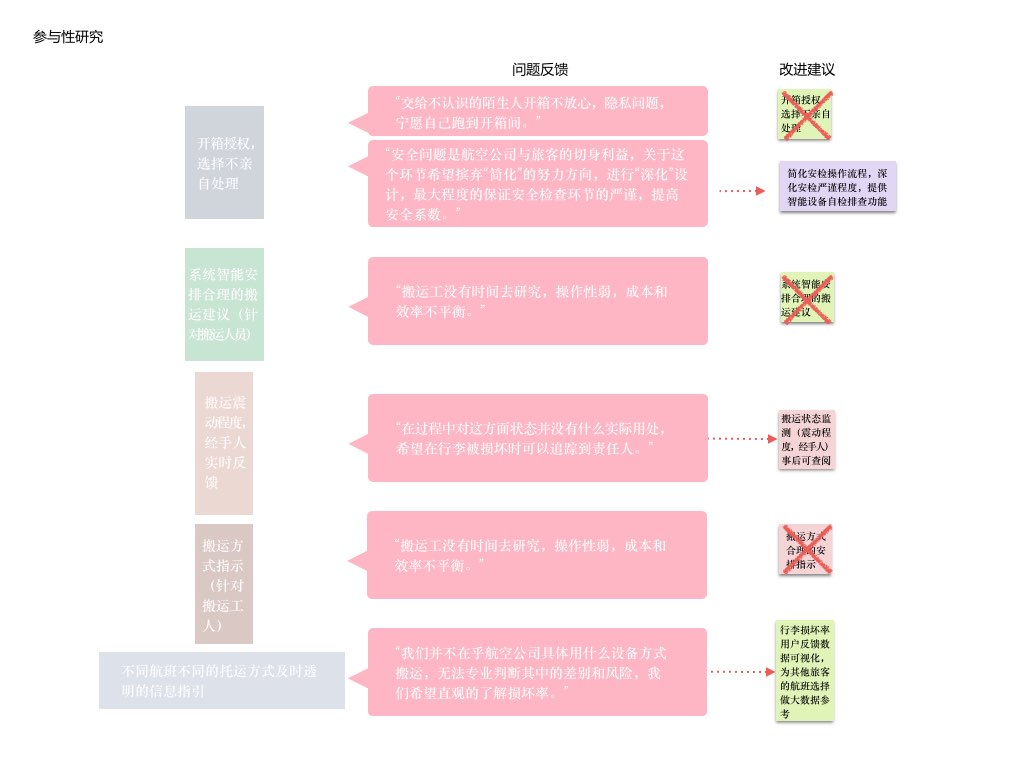 参与性研究
问题反馈
改进建议
开箱授权，
选择不亲
自处理
“交给不认识的陌生人开箱不放心，隐私问题，
宁愿自己跑到开箱间。”
“安全问题是航空公司与旅客的切身利益，关于这
个环节希望摈弃“简化”的努力方向，进行“深化”设
计，最大程度的保证安全检查环节的严谨，提高
安全系数。”
开箱授权，
选择不亲自
处理
简化安检操作流程，深
化安检严谨程度，提供
智能设备自检排查功能
系统智能安
排合理的搬
运建议（针
对搬运人员）
“搬运工没有时间去研究，操作性弱，成本和
效率不平衡。”
系统智能安
排合理的搬
运建议
搬运震
动程度，
经手人
实时反
馈
“在过程中对这方面状态并没有什么实际用处，
希望在行李被损坏时可以追踪到责任人。”
搬运状态监
测（震动程
度，经手人）
事后可查阅
搬运方
式指示
（针对
搬运工
人）
“搬运工没有时间去研究，操作性弱，成本和
效率不平衡。”
搬运方式
合理的安
排指示
不同航班不同的托运方式及时透
明的信息指引
“我们并不在乎航空公司具体用什么设备方式
搬运，无法专业判断其中的差别和风险，我
们希望直观的了解损坏率。”
行李损坏率
用户反馈数
据可视化，
为其他旅客
的航班选择
做大数据参
考